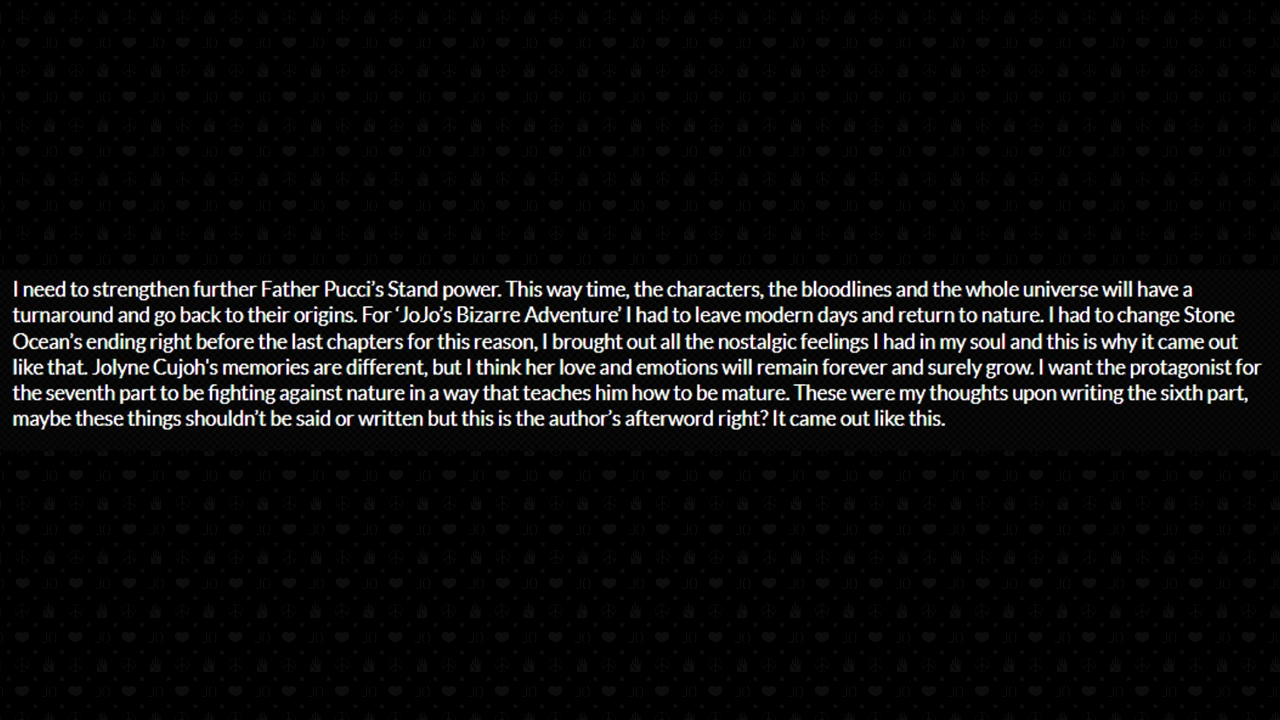 I need to strengthen further Father Pucci’s Stand power. This way time, the characters, the bloodlines and the whole universe will have a
turnaround and go back to their origins. For ‘JoJo’s Bizarre Adventure’ I had to leave modern days and return to nature. I had to change Stone
Ocean’s ending right before the last chapters for this reason, I brought out all the nostalgic feelings I had in my soul and this is why it came out
like that. Jolyne Cujoh's memories are different, but I think her love and emotions will remain forever and surely grow. I want the protagonist for
the seventh part to be fighting against nature in a way that teaches him how to be mature. These were my thoughts upon writing the sixth part,
maybe these things shouldn’t be said or written but this is the author’s afterword right? It came out like this.